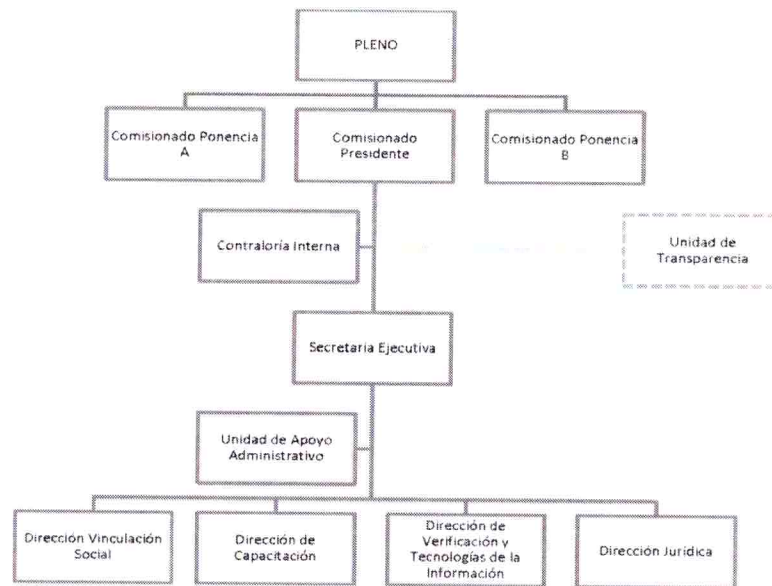 PLENO
Comisionado Ponencia
A
Comisionado
Presidente
Comisionado Ponencia
B
Contraloría Interna
Unidad de
Transparencia
Secretaria Ejecutiva
Unidad de Apoyo
Administrativo
Dirección Vinculación
Social
Dirección de
Capacitación
Dirección de
Verificación y
Tecnologías de la
Información
Dirección Jurídica